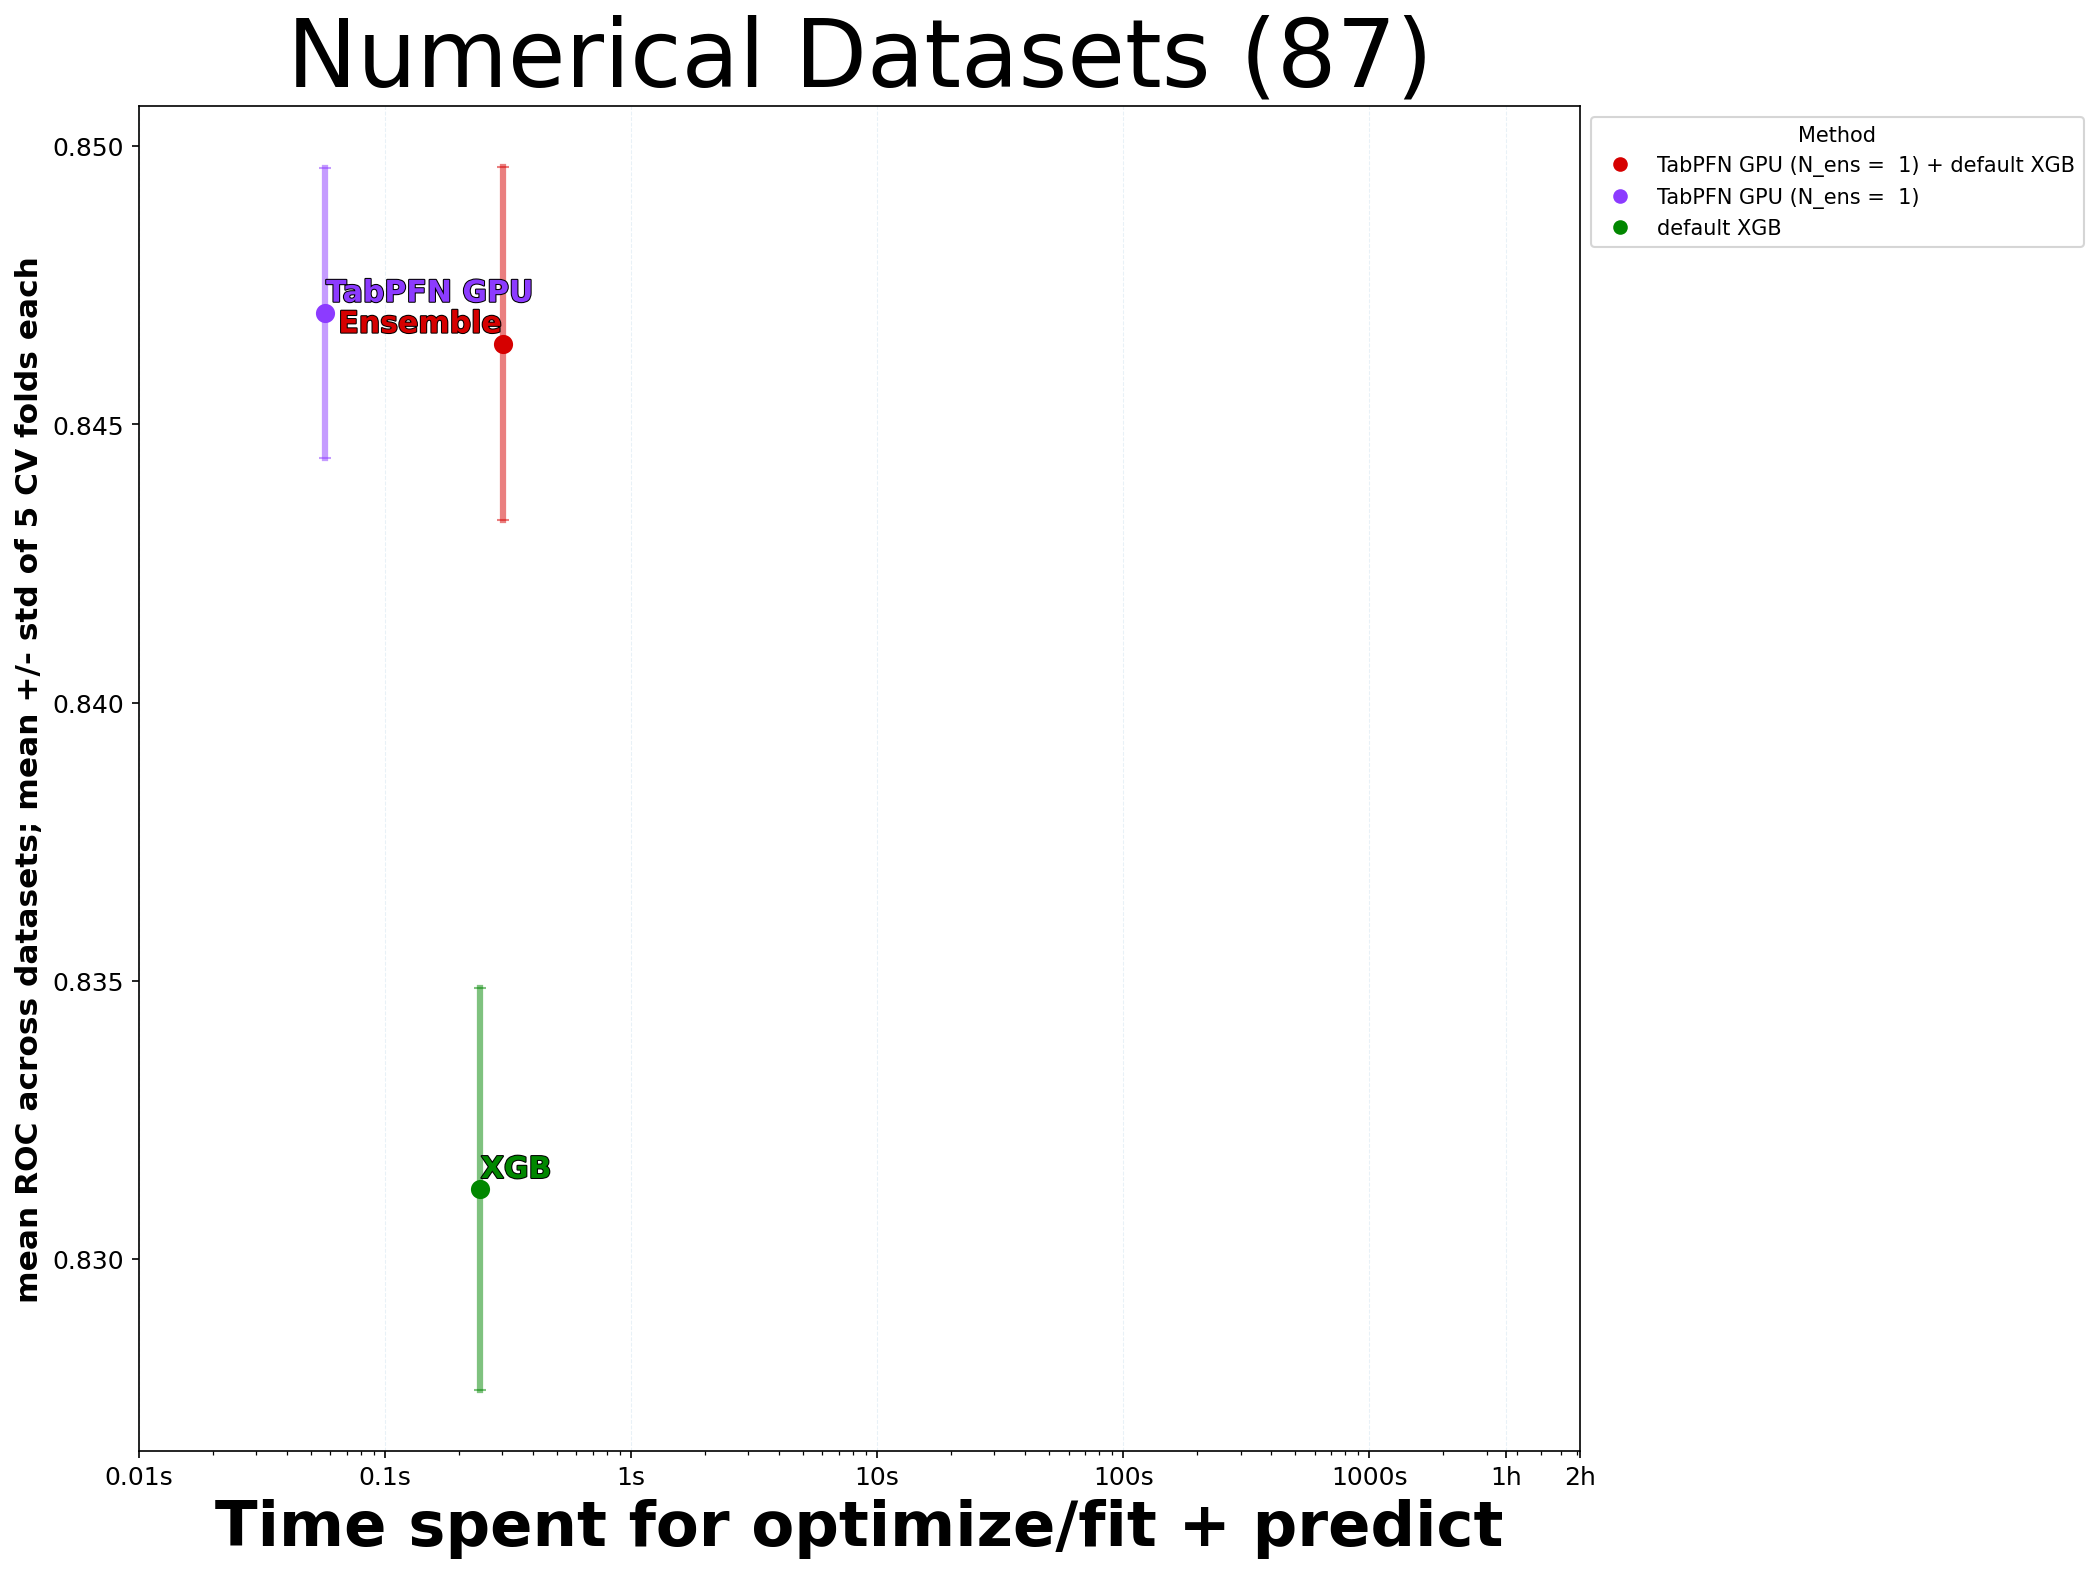 Numerical Datasets (87)
mean ROC across datasets; mean +/- std of 5 CV folds each
0.850
0.845
0.840
0.835
0.830
TabPFN GPU
Ensemble
XGB
0.01s
0.1s
1s
10s
100s
1000s
1h
2h
Time spent for optimize/fit + predict
Method
TabPFN GPU (N_ens =  1) + default XGB
TabPFN GPU (N_ens =  1)
default XGB